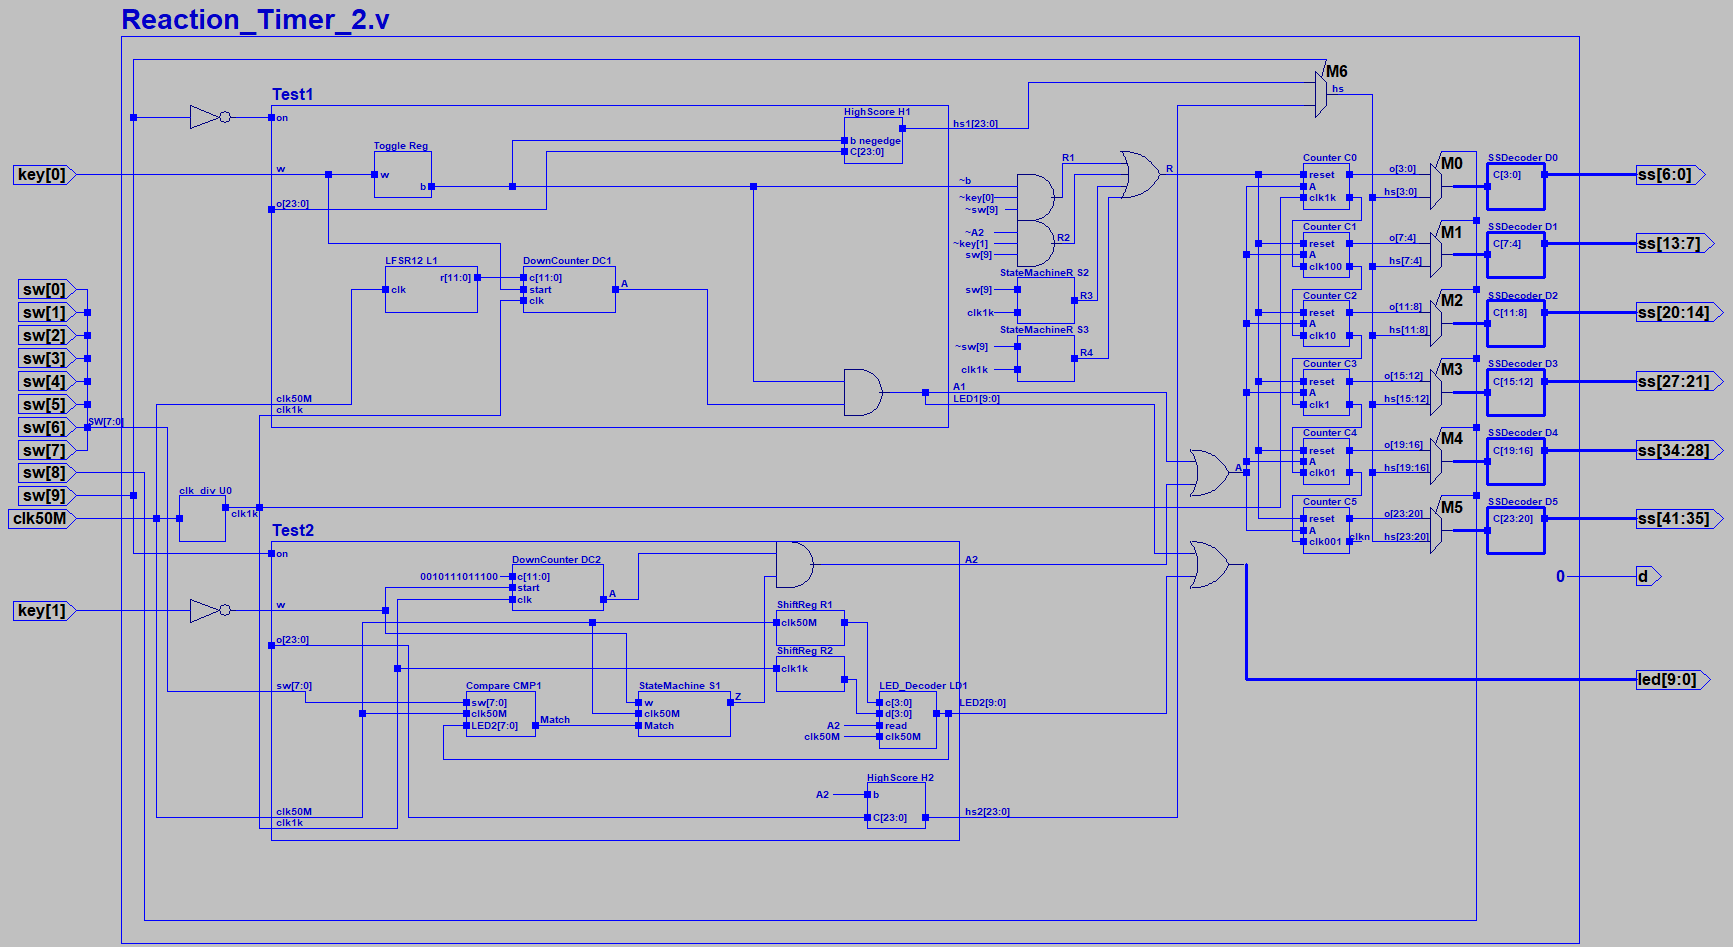 Reaction_Timer_2.v
M6
hs
Test1
on
HighScore H1
b negedge
C[23:0]
hs1[23:0]
Toggle Reg
w
b
key[0]
w
o[23:0]
R1
R
~b
~key[0]
~sw[9]
~A2
~key[1]
sw[9]
R2
StateMachineR S2
sw[9]
clk1k
R3
StateMachineR S3
~sw[9]
clk1k
R4
LFSR12 L1
clk
r[11:0]
DownCounter DC1
c[11:0]
start
clk
A
clk50M
clk1k
A1
LED1[9:0]
sw[0]
sw[1]
sw[2]
sw[3]
sw[4]
sw[5]
sw[6]
sw[7]
SW[7:0]
sw[8]
sw[9]
clk50M
clk_div U0
clk1k
Counter C0
reset
A
clk1k
o[3:0]
hs[3:0]
M0
SSDecoder D0
C[3:0]
ss[6:0]
Counter C1
reset
A
clk100
o[7:4]
hs[7:4]
M1
SSDecoder D1
C[7:4]
ss[13:7]
Counter C2
reset
A
clk10
o[11:8]
hs[11:8]
M2
SSDecoder D2
C[11:8]
ss[20:14]
Counter C3
reset
A
clk1
o[15:12]
hs[15:12]
M3
SSDecoder D3
C[15:12]
ss[27:21]
Counter C4
reset
A
clk01
o[19:16]
hs[19:16]
M4
SSDecoder D4
C[19:16]
ss[34:28]
A
Counter C5
reset
A
clk001
clkn
o[23:20]
hs[23:20]
M5
SSDecoder D5
C[23:20]
ss[41:35]
0
d
led[9:0]
Test2
on
DownCounter DC2
0010111011100
c[11:0]
start
clk
A
A2
key[1]
w
o[23:0]
ShiftReg R1
clk50M
ShiftReg R2
clk1k
sw[7:0]
Compare CMP1
sw[7:0]
clk50M
LED2[7:0]
Match
StateMachine S1
w
clk50M
Match
Z
LED_Decoder LD1
c[3:0]
d[3:0]
read
clk50M
A2
clk50M
LED2[9:0]
HighScore H2
A2
b
C[23:0]
hs2[23:0]
clk50M
clk1k